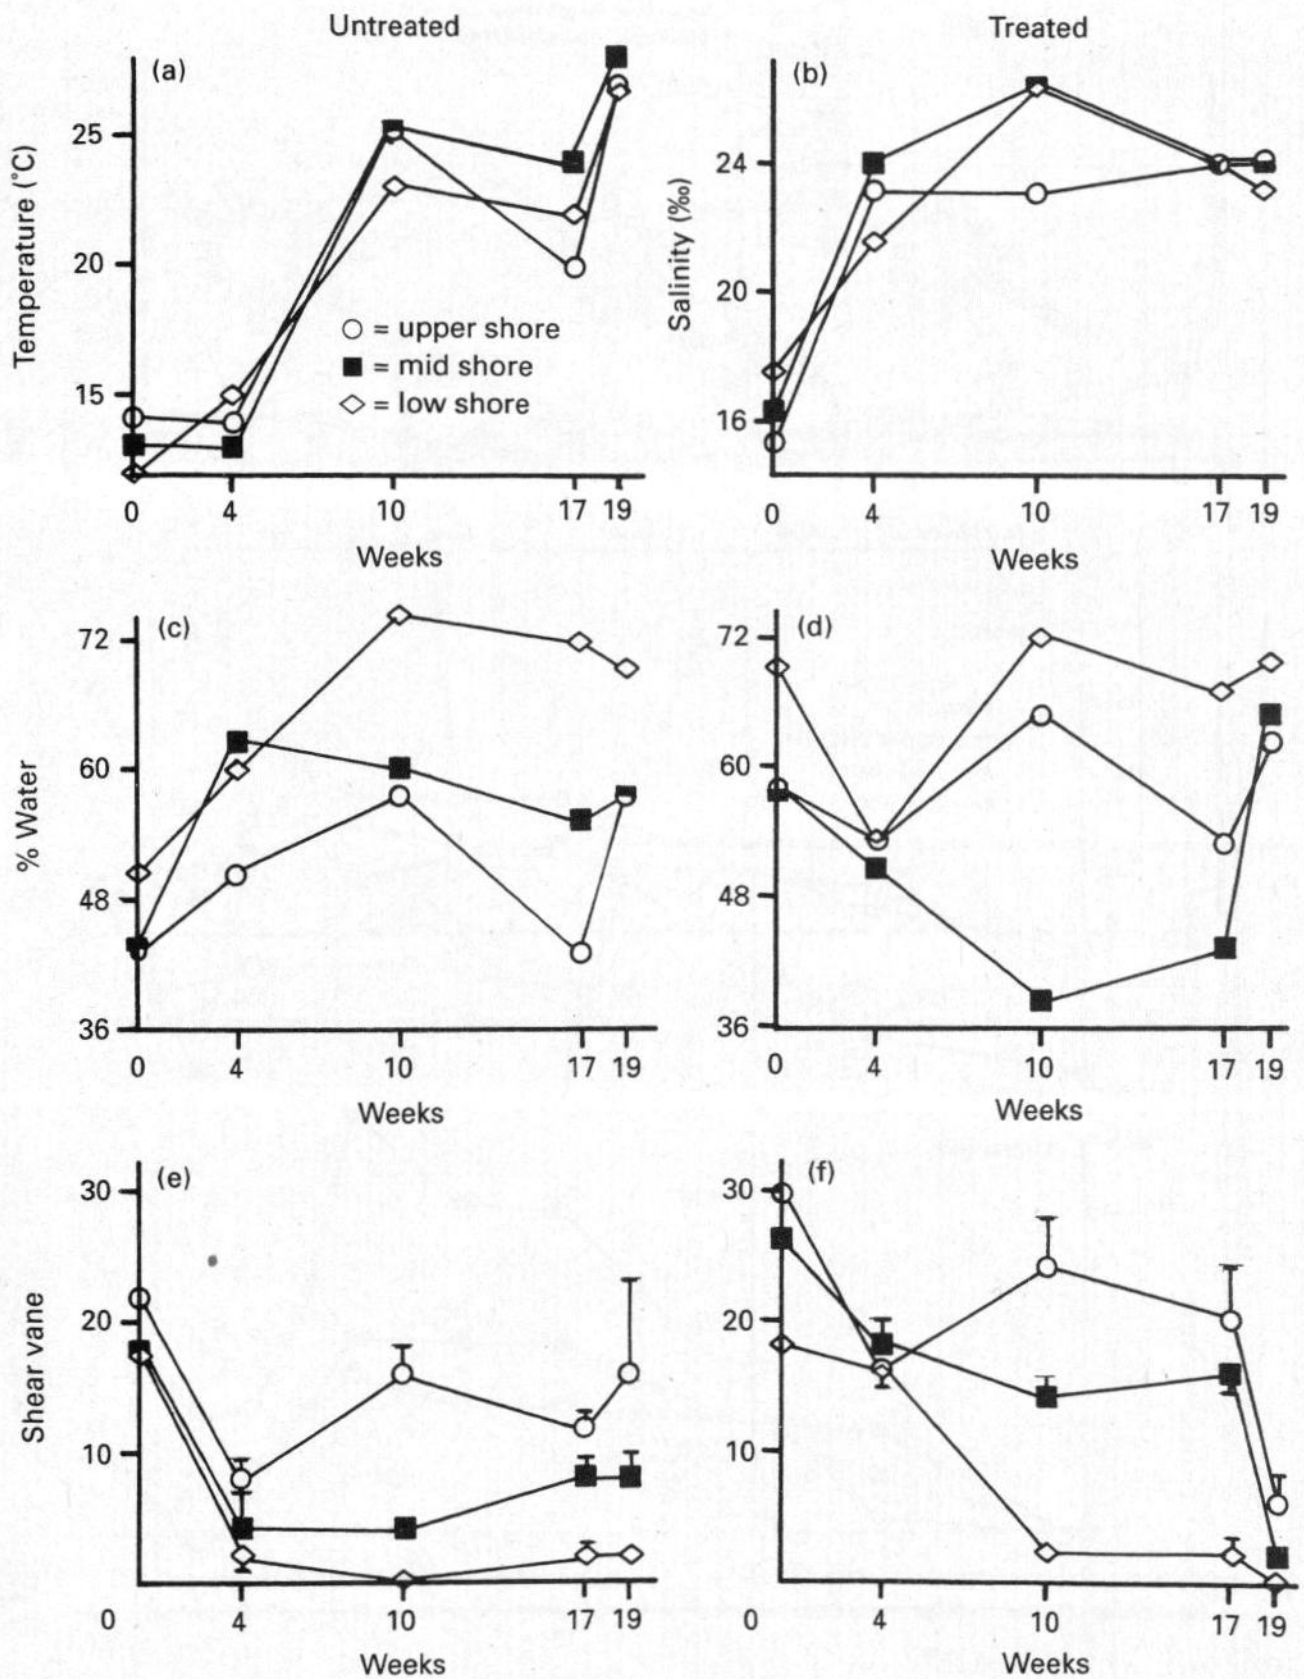 Untreated
Treated
(a)
(b)
Temperature (°C)
25
20
15
○ = upper shore
■ = mid shore
◇ = low shore
0 4 10 17 19
Weeks
Salinity (‰)
24
20
16
0 4 10 17 19
Weeks
(c)
(d)
% Water
72
60
48
36
0 4 10 17 19
Weeks
72
60
48
36
0 4 10 17 19
Weeks
(e)
(f)
Shear vane
30
20
10
0 4 10 17 19
Weeks
30
20
10
0 4 10 17 19
Weeks